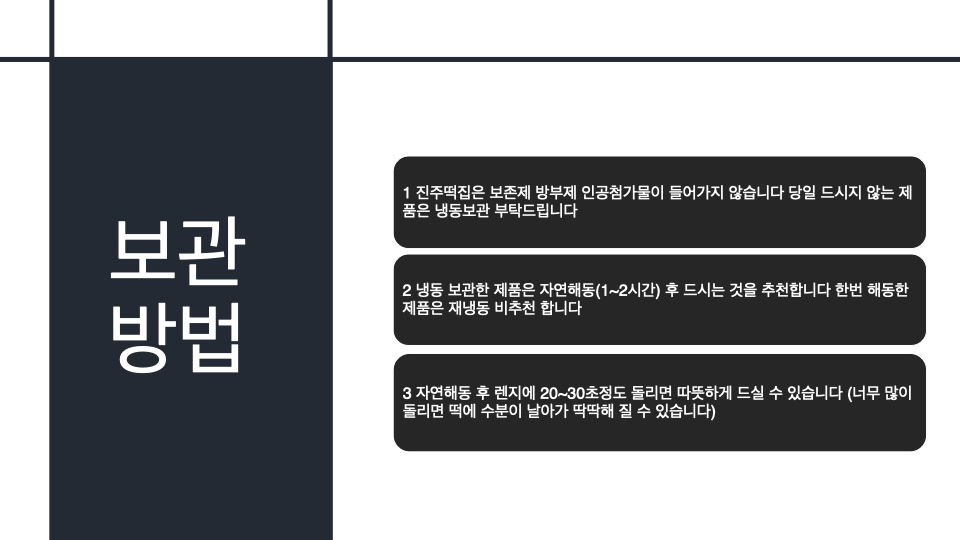 보관
방법
1 진주떡집은 보존제 방부제 인공첨가물이 들어가지 않습니다 당일 드시지 않는 제
품은 냉동보관 부탁드립니다
2 냉동 보관한 제품은 자연해동(1~2시간) 후 드시는 것을 추천합니다 한번 해동한
제품은 재냉동 비추천 합니다
3 자연해동 후 렌지에 20~30초정도 돌리면 따뜻하게 드실 수 있습니다 (너무 많이
돌리면 떡에 수분이 날아가 딱딱해 질 수 있습니다)